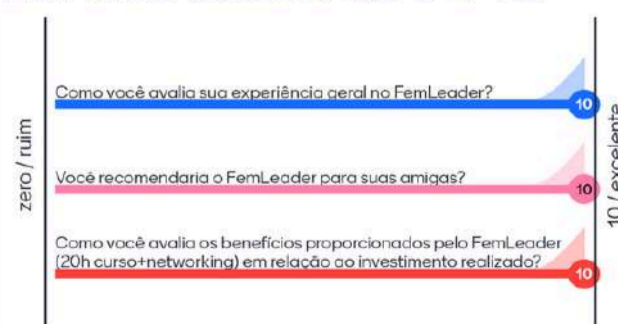 zero / ruim
Como você avalia sua experiência geral no FemLeader?
10
Você recomendaria o FemLeader para suas amigas?
10
Como você avalia os benefícios proporcionados pelo FemLeader
(20h curso+networking) em relação ao investimento realizado?
10
10 / excelente